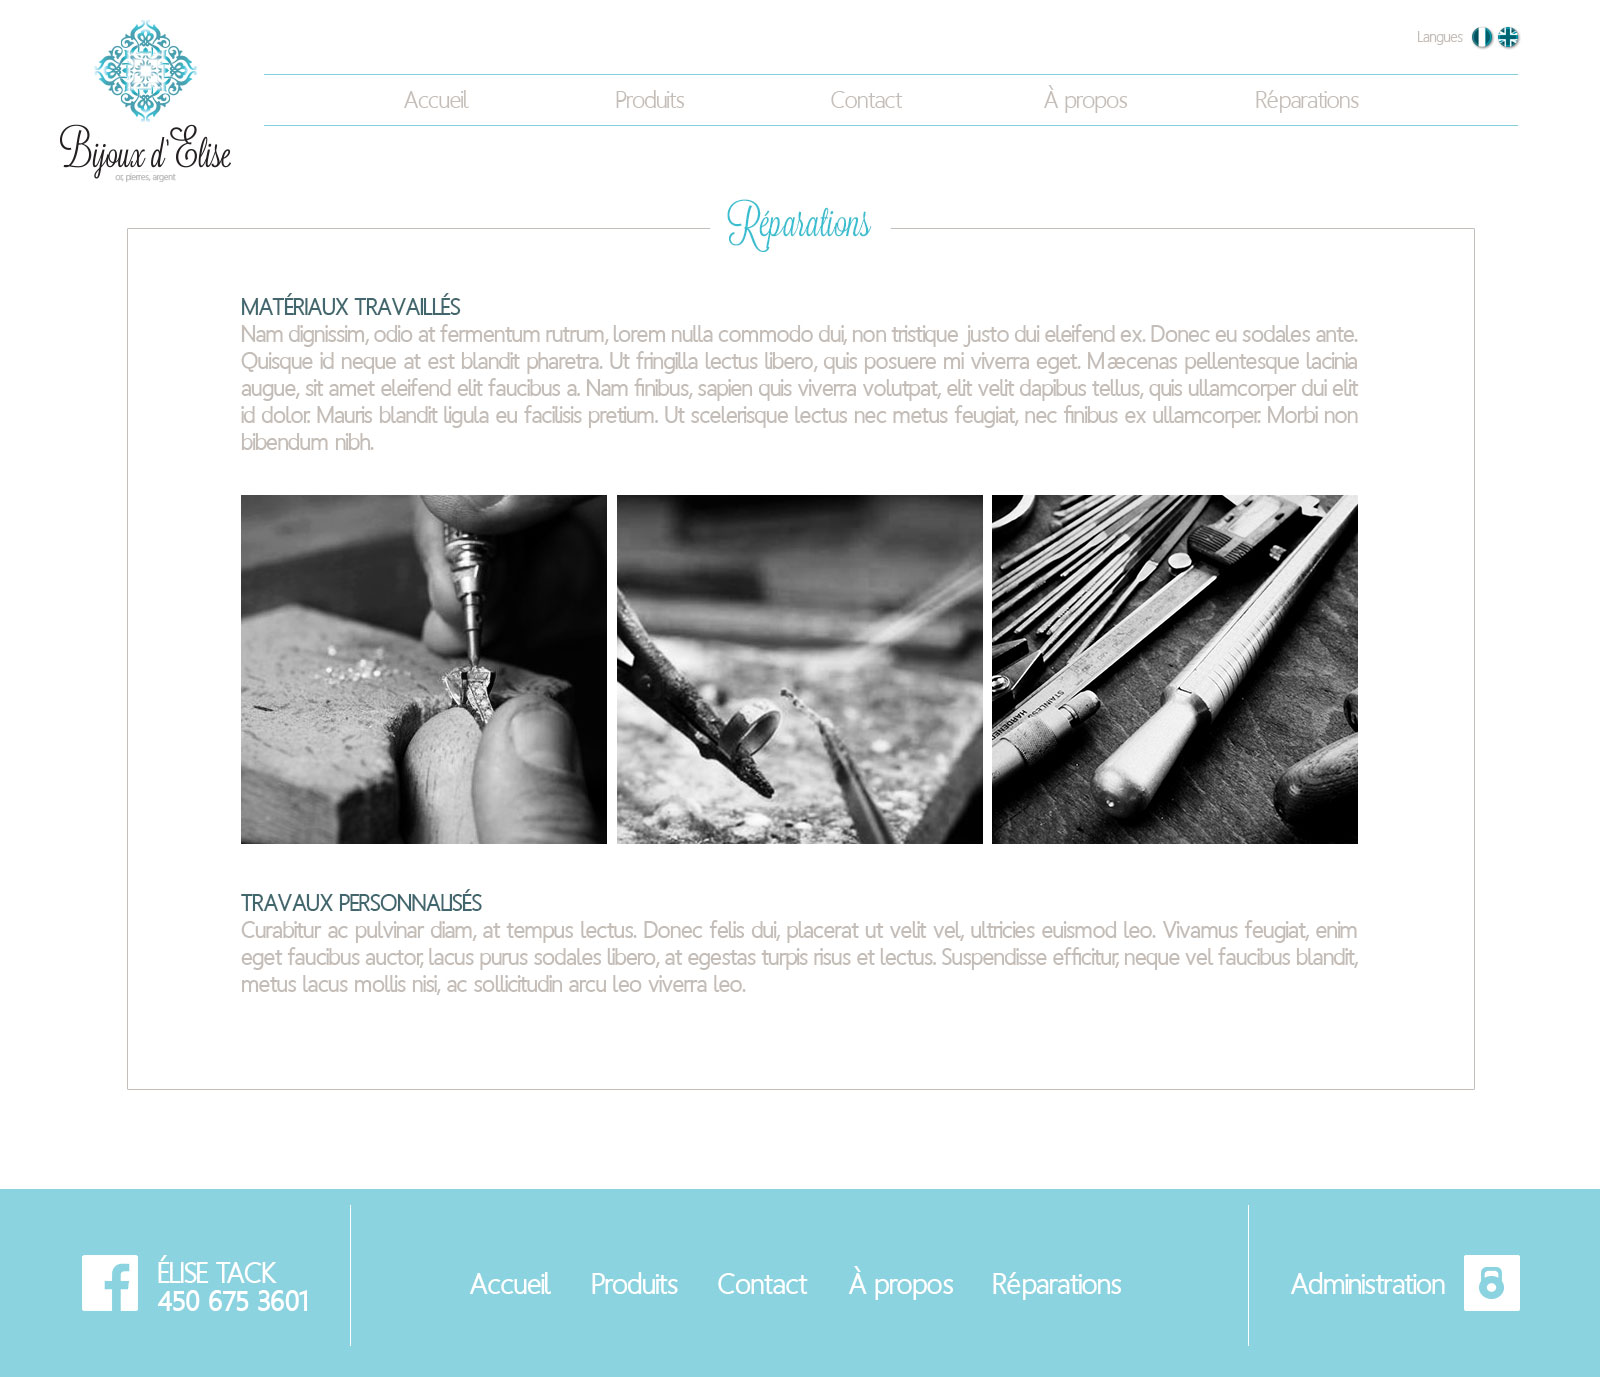 Langues
Accueil Produits Contact À propos Réparations
Bijoux d'Elise
or, pierres, argent
Réparations
MATÉRIAUX TRAVAILLÉS
Nam dignissim, odio at fermentum rutrum, lorem nulla commodo dui, non tristique justo dui eleifend ex. Donec eu sodales ante.
Quisque id neque at est blandit pharetra. Ut fringilla lectus libero, quis posuere mi viverra eget. Mæcenas pellentesque lacinia
augue, sit amet eleifend elit faucibus a. Nam finibus, sapien quis viverra volutpat, elit velit dapibus tellus, quis ullamcorper dui elit
id dolor. Mauris blandit ligula eu facilisis pretium. Ut scelerisque lectus nec metus feugiat, nec finibus ex ullamcorper. Morbi non
bibendum nibh.
STAINLESS
HARDENED
TRAVAUX PERSONNALISÉS
Curabitur ac pulvinar diam, at tempus lectus. Donec felis dui, placerat ut velit vel, ultricies euismod leo. Vivamus feugiat, enim
eget faucibus auctor, lacus purus sodales libero, at egestas turpis risus et lectus. Suspendisse efficitur, neque vel faucibus blandit,
metus lacus mollis nisi, ac sollicitudin arcu leo viverra leo.
ÉLISE TACK
450 675 3601
Accueil Produits Contact À propos Réparations
Administration